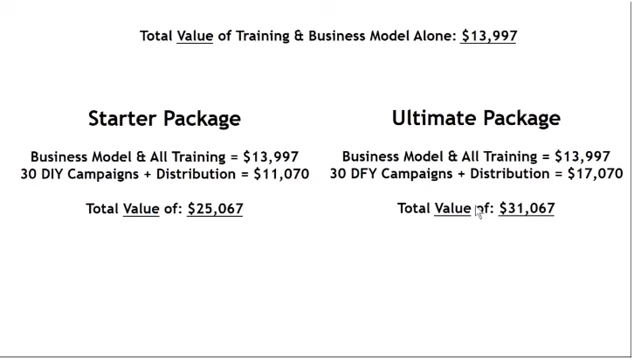 Total Value of Training & Business Model Alone: $13,997
Starter Package
Business Model & All Training = $13,997
30 DIY Campaigns + Distribution = $11,070
Total Value of: $25,067
Ultimate Package
Business Model & All Training = $13,997
30 DFY Campaigns + Distribution = $17,070
Total Value of: $31,067